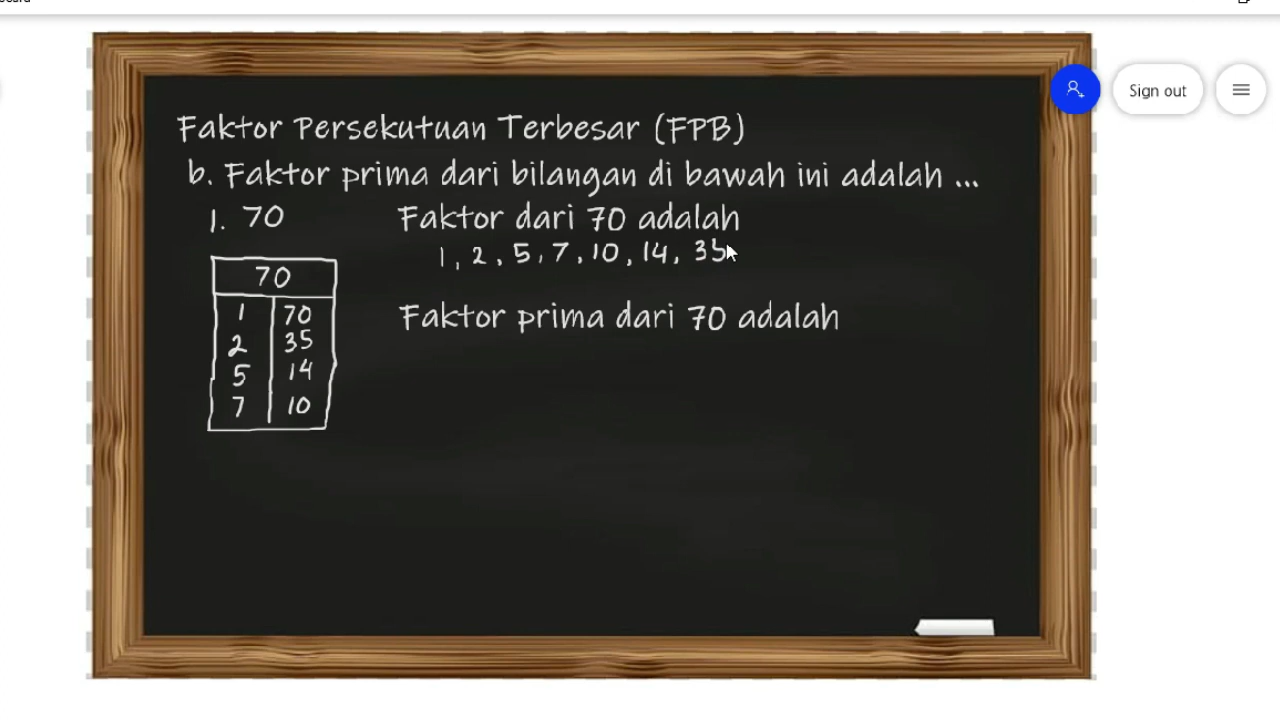 Sign out
Faktor Persekutuan Terbesar (FPB)
b. Faktor prima dari bilangan di bawah ini adalah ...
1. 70
Faktor dari 70 adalah
1, 2, 5, 7, 10, 14, 35
70
1 70
2 35
5 14
7 10
Faktor prima dari 70 adalah